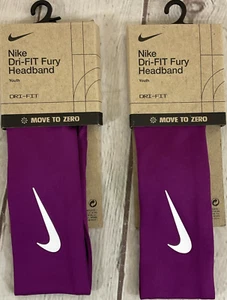 Nike
Dri-FIT Fury
Headband
Youth
DRI-FIT
MOVE TO ZERO
Nike
Dri-FIT Fury
Headband
Youth
DRI-FIT
MOVE TO ZERO